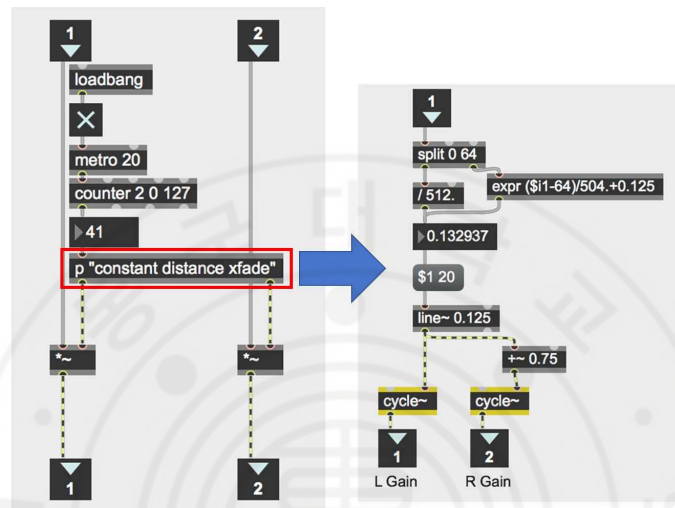 1
2
loadbang
metro 20
counter 2 0 127
41
p "constant distance xfade"
*~
*~
1
2
1
split 0 64
/ 512.
expr ($i1-64)/504.+0.125
0.132937
$1 20
line~ 0.125
+~ 0.75
cycle~
cycle~
1
2
L Gain
R Gain